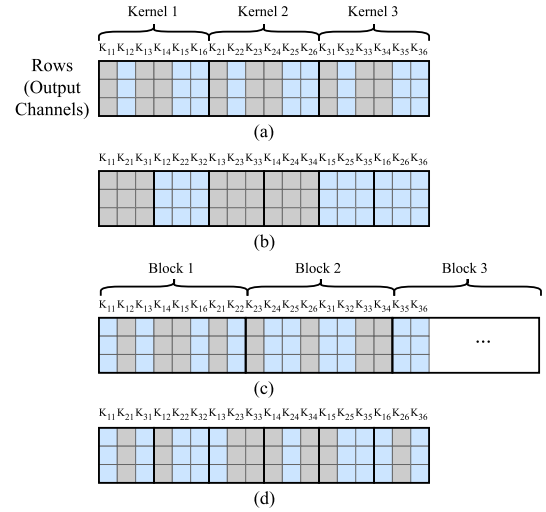 Kernel 1 Kernel 2 Kernel 3
K11 K12 K13 K14 K15 K16 K21 K22 K23 K24 K25 K26 K31 K32 K33 K34 K35 K36
Rows
(Output
Channels)
(a)
K11 K21 K31 K12 K22 K32 K13 K23 K33 K14 K24 K34 K15 K25 K35 K16 K26 K36
(b)
Block 1 Block 2 Block 3
K11 K12 K13 K14 K15 K16 K21 K22 K23 K24 K25 K26 K31 K32 K33 K34 K35 K36
...
(c)
K11 K21 K31 K12 K22 K32 K13 K23 K33 K14 K24 K34 K15 K25 K35 K16 K26 K36
(d)